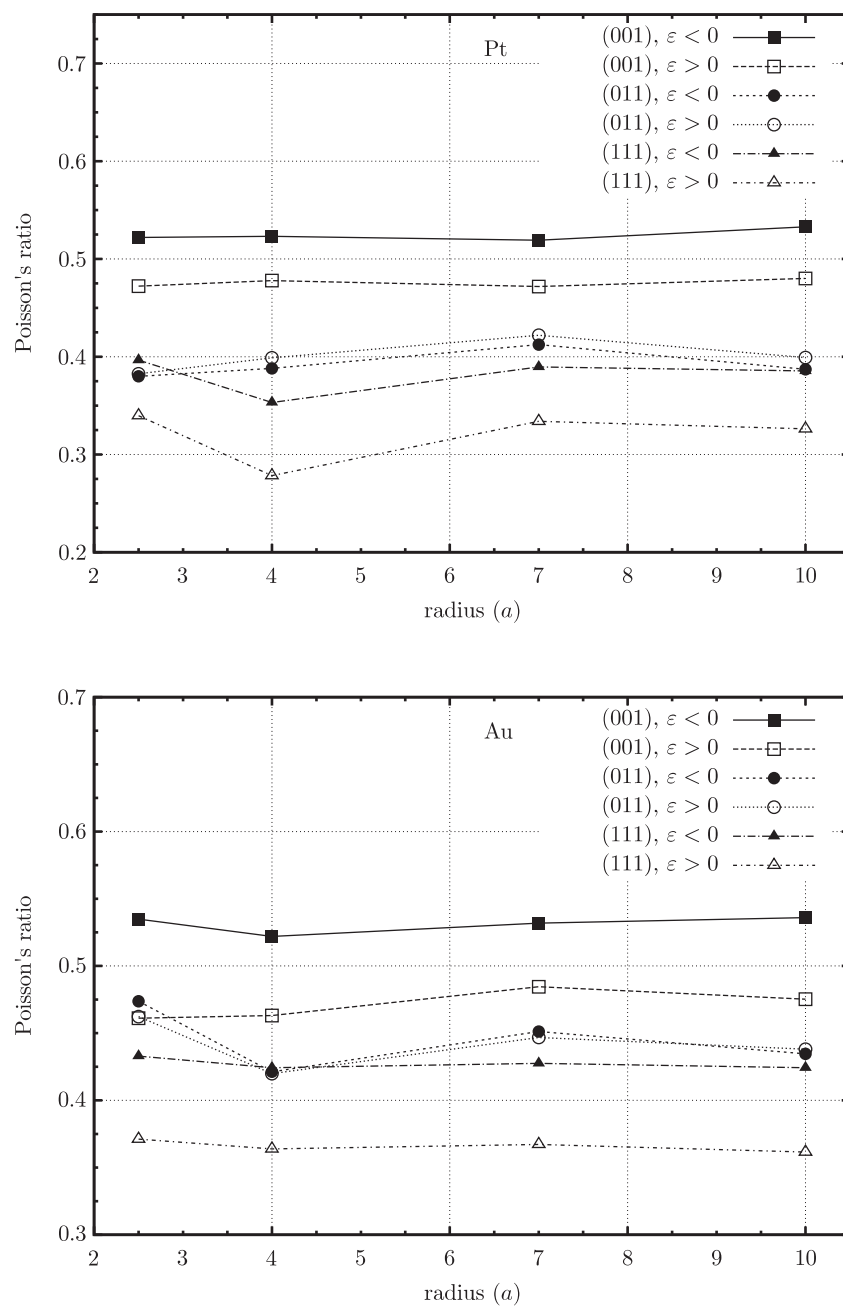 Pt
(001), ε < 0
(001), ε > 0
(011), ε < 0
(011), ε > 0
(111), ε < 0
(111), ε > 0
0.7
0.6
0.5
0.4
0.3
0.2
Poisson's ratio
2 3 4 5 6 7 8 9 10
radius (a)
Au
(001), ε < 0
(001), ε > 0
(011), ε < 0
(011), ε > 0
(111), ε < 0
(111), ε > 0
0.7
0.6
0.5
0.4
0.3
Poisson's ratio
2 3 4 5 6 7 8 9 10
radius (a)